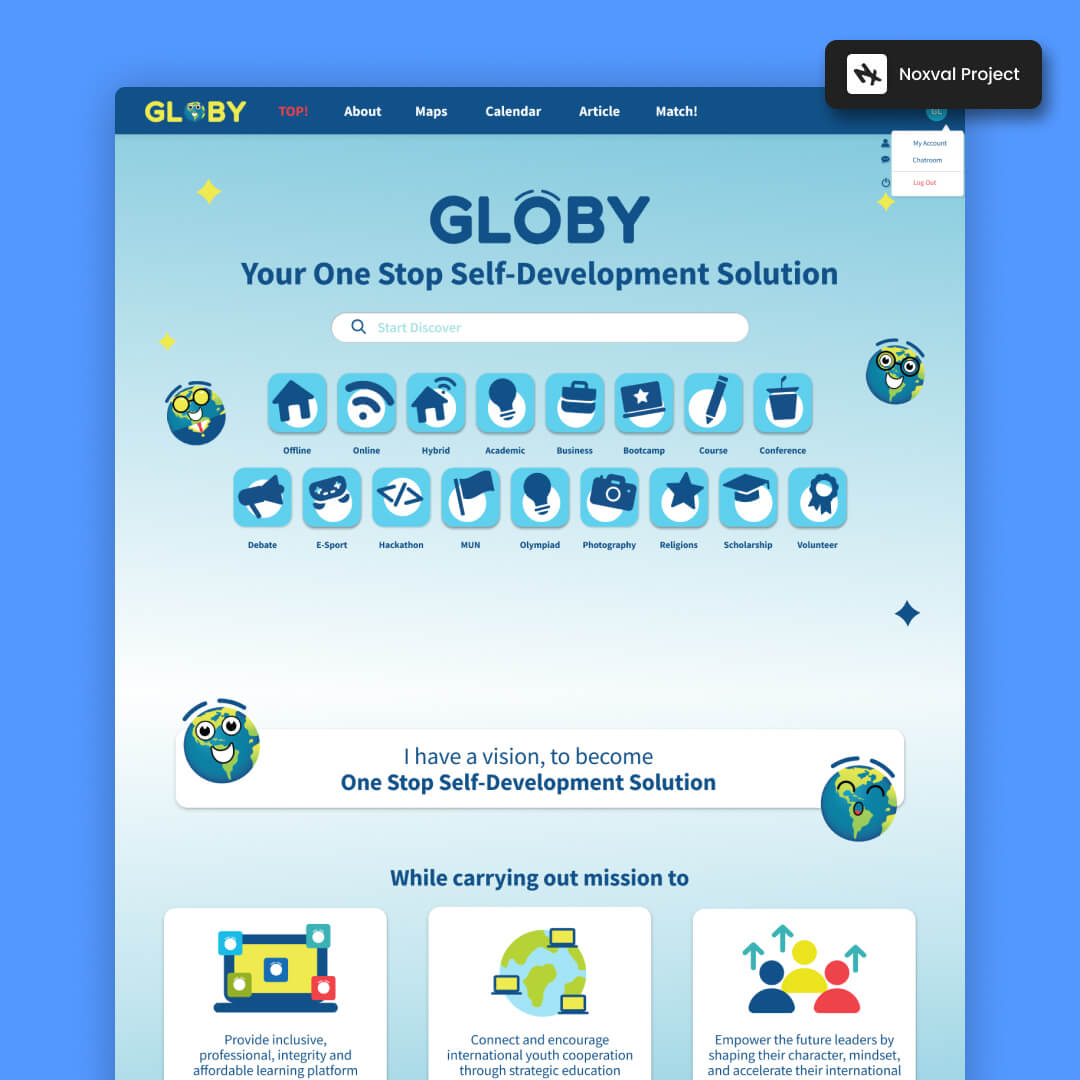 Noxval Project
GLOBY
TOP!
About
Maps
Calendar
Article
Match!
GL
My Account
Chatroom
Log Out
GLOBY
Your One Stop Self-Development Solution
Start Discover
Offline
Online
Hybrid
Academic
Business
Bootcamp
Course
Conference
Debate
E-Sport
Hackathon
MUN
Olympiad
Photography
Religions
Scholarship
Volunteer
I have a vision, to become
One Stop Self-Development Solution
While carrying out mission to
Provide inclusive,
professional, integrity and
affordable learning platform
Connect and encourage
international youth cooperation
through strategic education
Empower the future leaders by
shaping their character, mindset,
and accelerate their international